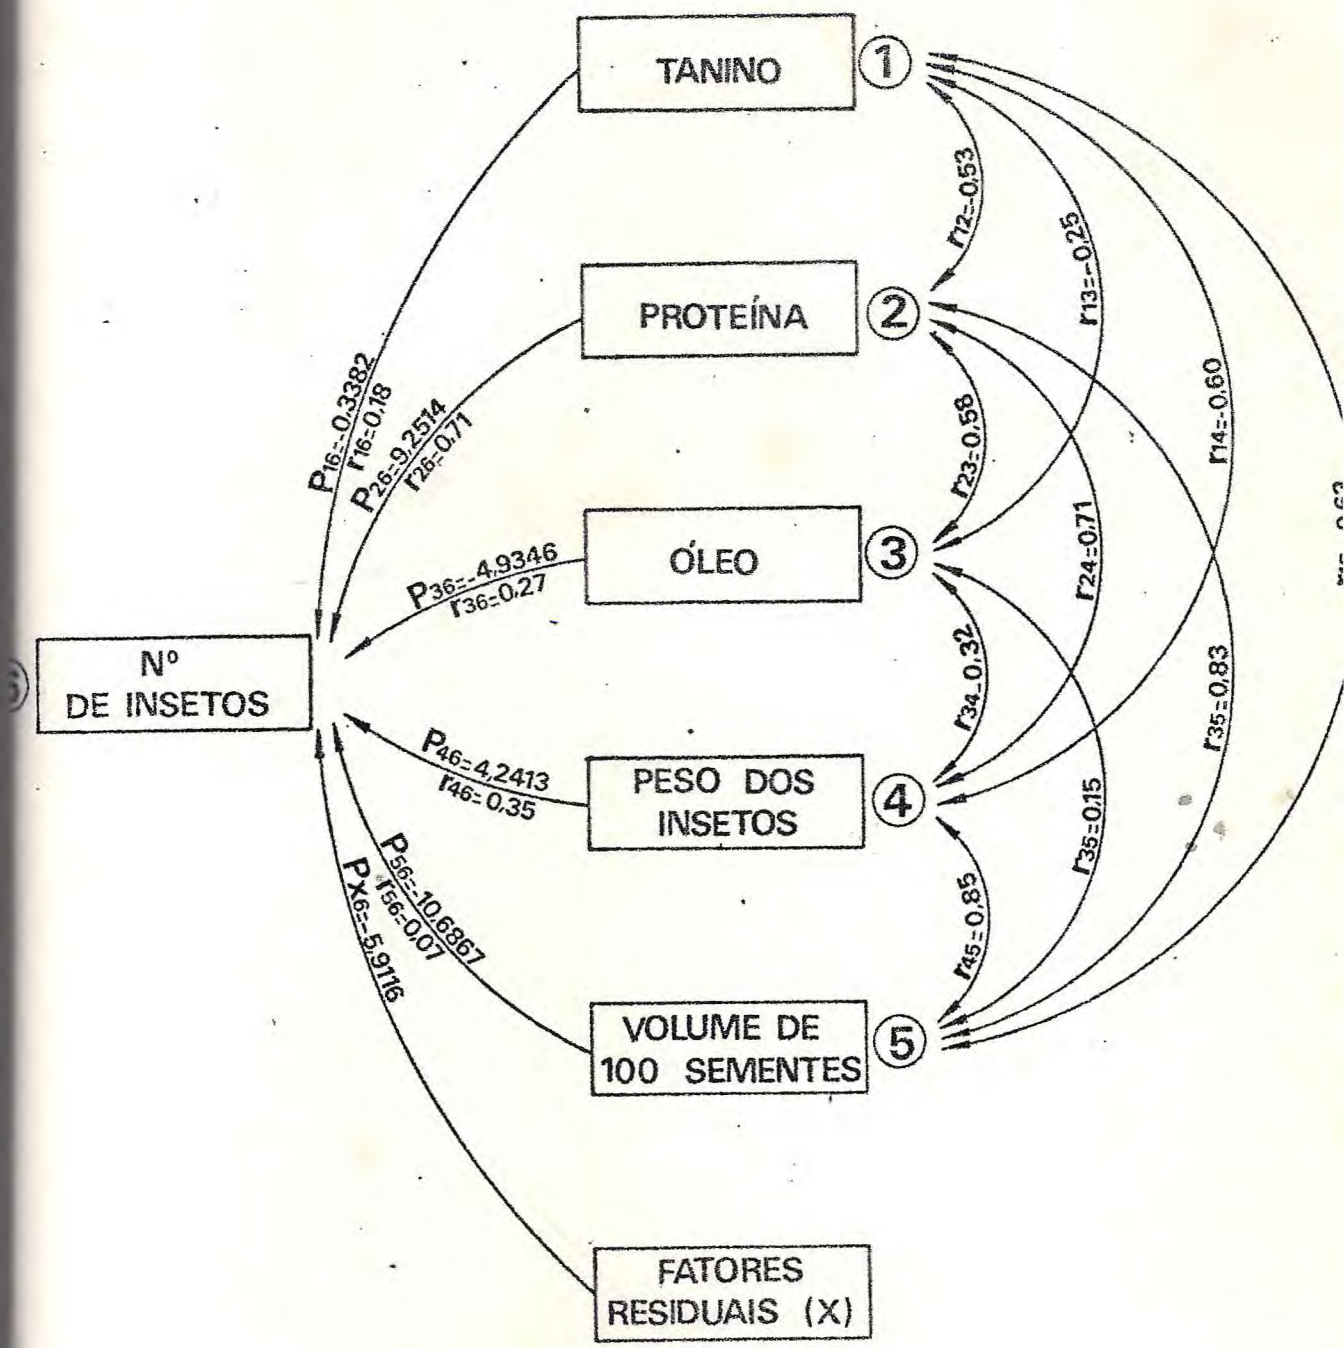 TANINO
1
r12=-0,53
r13=-0,25
PROTEÍNA
2
r14=-0,60
P16=-0,3382
r16=0,18
P26=9,2514
r26=0,71
r23=0,58
r24=0,71
ÓLEO
3
P36=-4,9346
r36=0,27
Nº
DE INSETOS
r34=0,32
r35=0,83
P46=4,2413
r46=0,35
PESO DOS
INSETOS
4
r35=0,15
P56=-10,6867
r56=0,07
PX6=-5,9116
r45=0,85
VOLUME DE
100 SEMENTES
5
FATORES
RESIDUAIS (X)